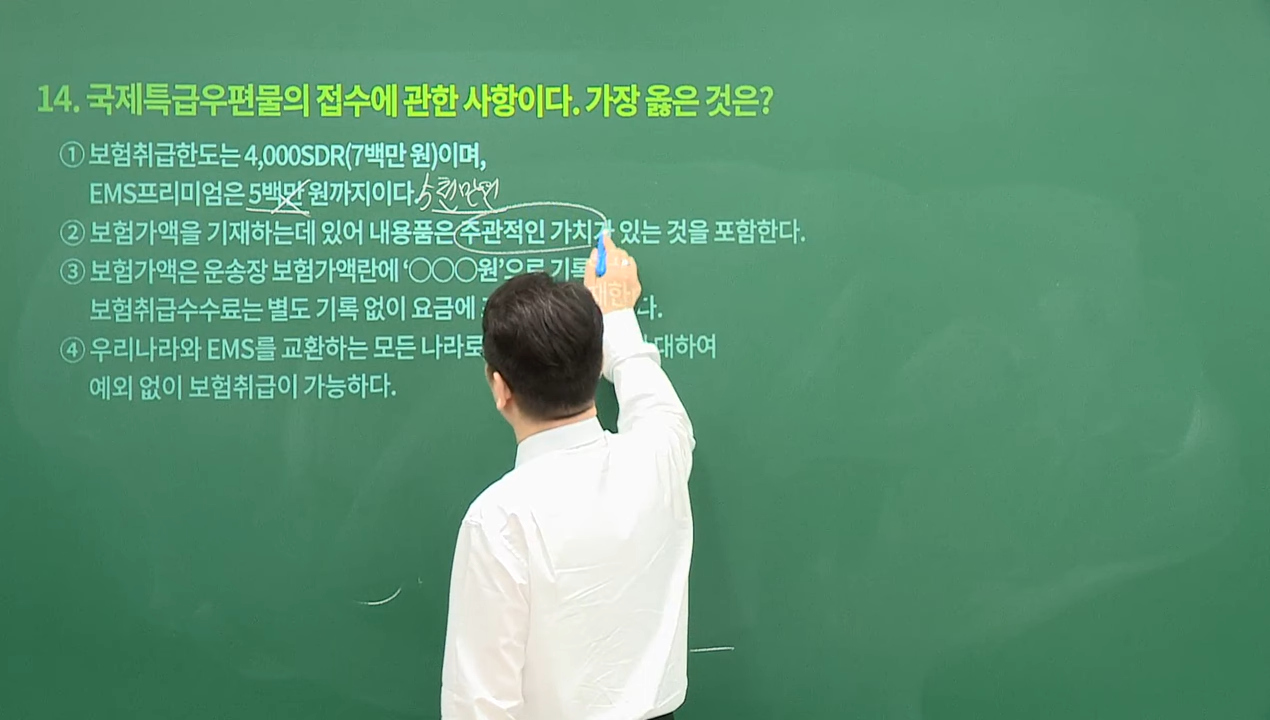 14. 국제특급우편물의 접수에 관한 사항이다. 가장 옳은 것은?
① 보험취급한도는 4,000SDR(7백만 원)이며,
EMS프리미엄은 5백만 원까지이다. 5천만원
② 보험가액을 기재하는데 있어 내용품은 주관적인 가치가 있는 것을 포함한다.
③ 보험가액은 운송장 보험가액란에 ‘○○○원’으로 기록
보험취급수수료는 별도 기록 없이 요금에
④ 우리나라와 EMS를 교환하는 모든 나라로 대하여
예외 없이 보험취급이 가능하다.